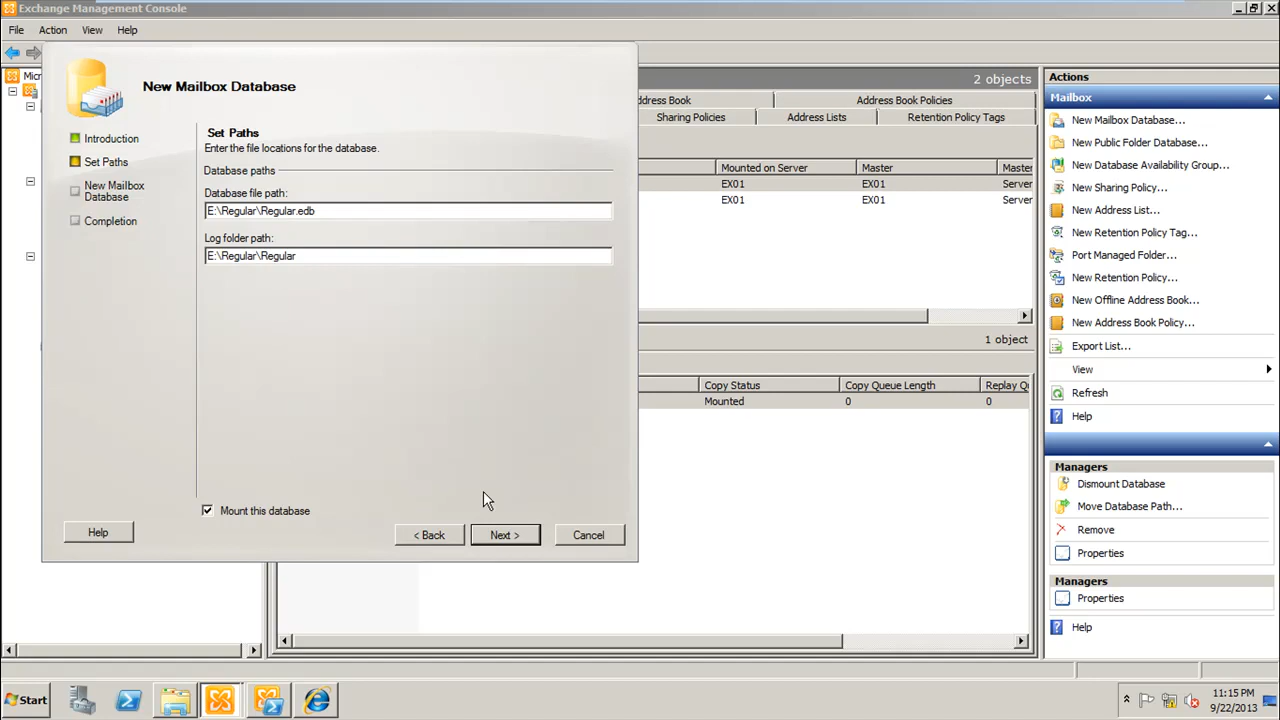 Exchange Management Console
File Action View Help
Micr
New Mailbox Database
Introduction
Set Paths
New Mailbox
Database
Completion
Set Paths
Enter the file locations for the database.
Database paths
Database file path:
E:\Regular\Regular.edb
Log folder path:
E:\Regular\Regular
Mount this database
Help
< Back
Next >
Cancel
2 objects
ddress Book
Address Book Policies
Sharing Policies
Address Lists
Retention Policy Tags
Mounted on Server
Master
Master
EX01
EX01
Server
EX01
EX01
Server
1 object
Copy Status
Copy Queue Length
Replay Q
Mounted
0
0
Actions
Mailbox
New Mailbox Database...
New Public Folder Database...
New Database Availability Group...
New Sharing Policy...
New Address List...
New Retention Policy Tag...
Port Managed Folder...
New Retention Policy...
New Offline Address Book...
New Address Book Policy...
Export List...
View
Refresh
Help
Managers
Dismount Database
Move Database Path...
Remove
Properties
Managers
Properties
Help
Start
11:15 PM
9/22/2013